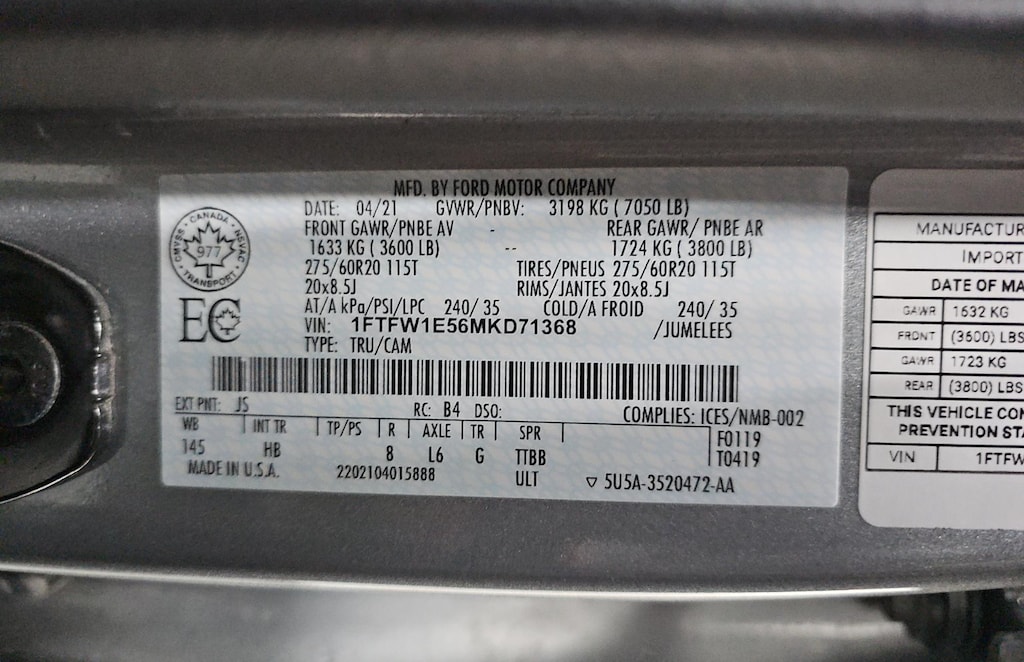 MFD. BY FORD MOTOR COMPANY
DATE: 04/21 GVWR/PNBV: 3198 KG ( 7050 LB)
FRONT GAWR/PNBE AV - REAR GAWR/ PNBE AR
1633 KG ( 3600 LB) -- 1724 KG ( 3800 LB)
275/60R20 115T TIRES/PNEUS 275/60R20 115T
20x8.5J RIMS/JANTES 20x8.5J
AT/A kPa/PSI/LPC 240/ 35 COLD/A FROID 240/ 35
VIN: 1FTFW1E56MKD71368 /JUMELEES
TYPE: TRU/CAM
CANADA
CMVSS - NSVAC
977
TRANSPORT
EC
EXT PNT: JS RC: B4 DSO: COMPLIES: ICES/NMB-002
WB INT TR TP/PS R AXLE TR SPR F0119
145 HB 8 L6 G TTBB T0419
MADE IN U.S.A. 2202104015888 ULT ▽ 5U5A-3520472-AA
MANUFACTUR
IMPORT
DATE OF MA
GAWR 1632 KG
FRONT (3600) LBS
GAWR 1723 KG
REAR (3800) LBS
THIS VEHICLE CON
PREVENTION STA
VIN 1FTFW